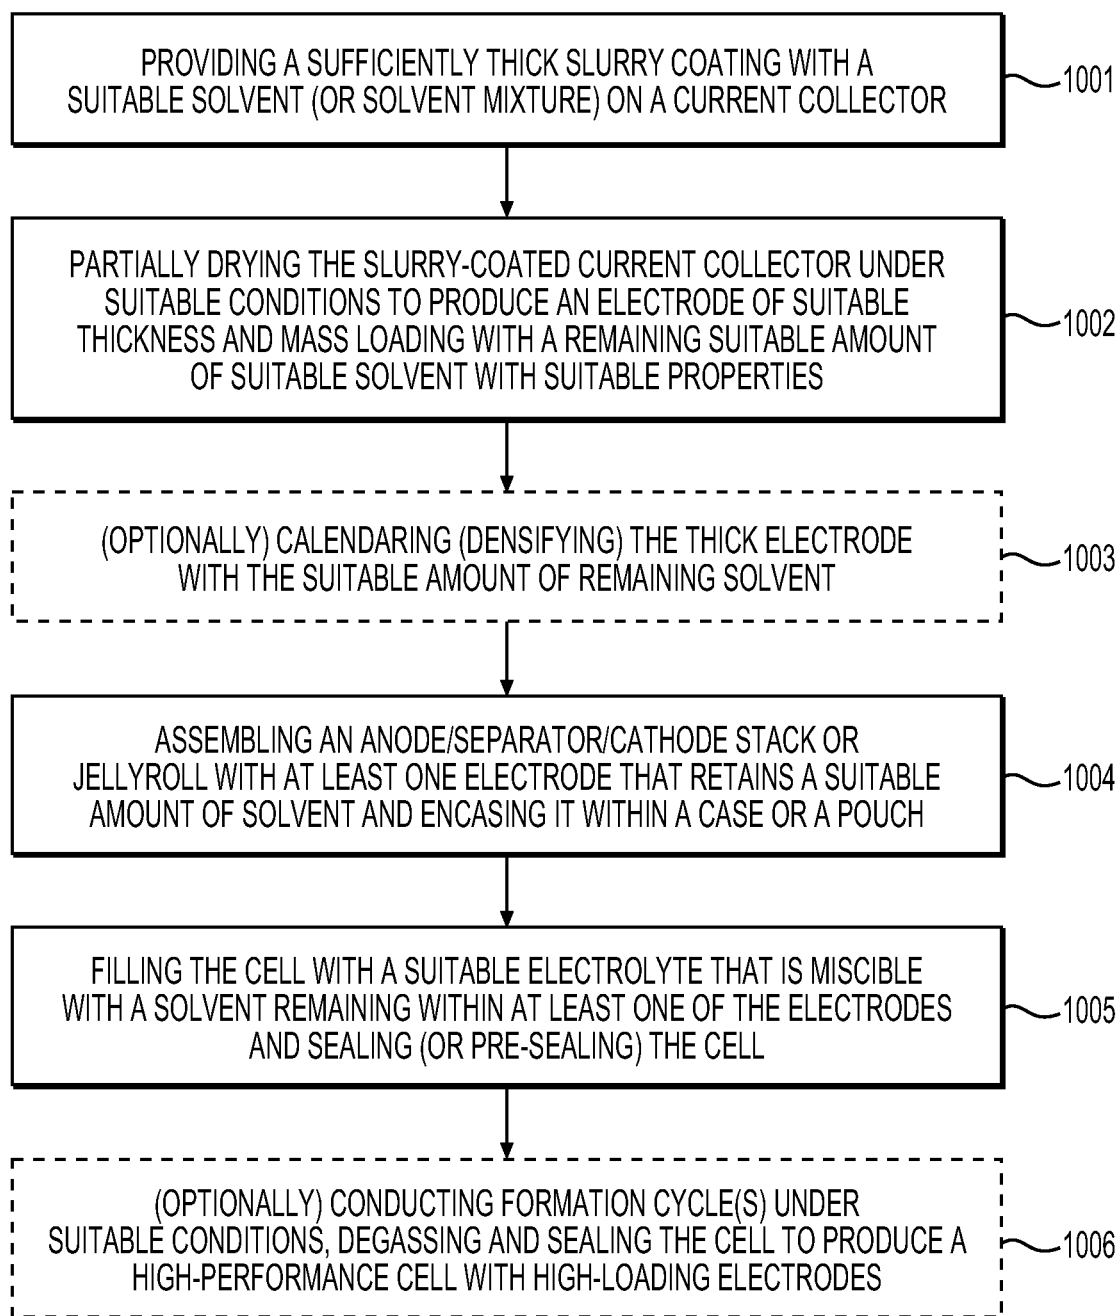 PROVIDING A SUFFICIENTLY THICK SLURRY COATING WITH A
SUITABLE SOLVENT (OR SOLVENT MIXTURE) ON A CURRENT COLLECTOR
1001
PARTIALLY DRYING THE SLURRY-COATED CURRENT COLLECTOR UNDER
SUITABLE CONDITIONS TO PRODUCE AN ELECTRODE OF SUITABLE
THICKNESS AND MASS LOADING WITH A REMAINING SUITABLE AMOUNT
OF SUITABLE SOLVENT WITH SUITABLE PROPERTIES
1002
(OPTIONALLY) CALENDARING (DENSIFYING) THE THICK ELECTRODE
WITH THE SUITABLE AMOUNT OF REMAINING SOLVENT
1003
ASSEMBLING AN ANODE/SEPARATOR/CATHODE STACK OR
JELLYROLL WITH AT LEAST ONE ELECTRODE THAT RETAINS A SUITABLE
AMOUNT OF SOLVENT AND ENCASING IT WITHIN A CASE OR A POUCH
1004
FILLING THE CELL WITH A SUITABLE ELECTROLYTE THAT IS MISCIBLE
WITH A SOLVENT REMAINING WITHIN AT LEAST ONE OF THE ELECTRODES
AND SEALING (OR PRE-SEALING) THE CELL
1005
(OPTIONALLY) CONDUCTING FORMATION CYCLE(S) UNDER
SUITABLE CONDITIONS, DEGASSING AND SEALING THE CELL TO PRODUCE A
HIGH-PERFORMANCE CELL WITH HIGH-LOADING ELECTRODES
1006